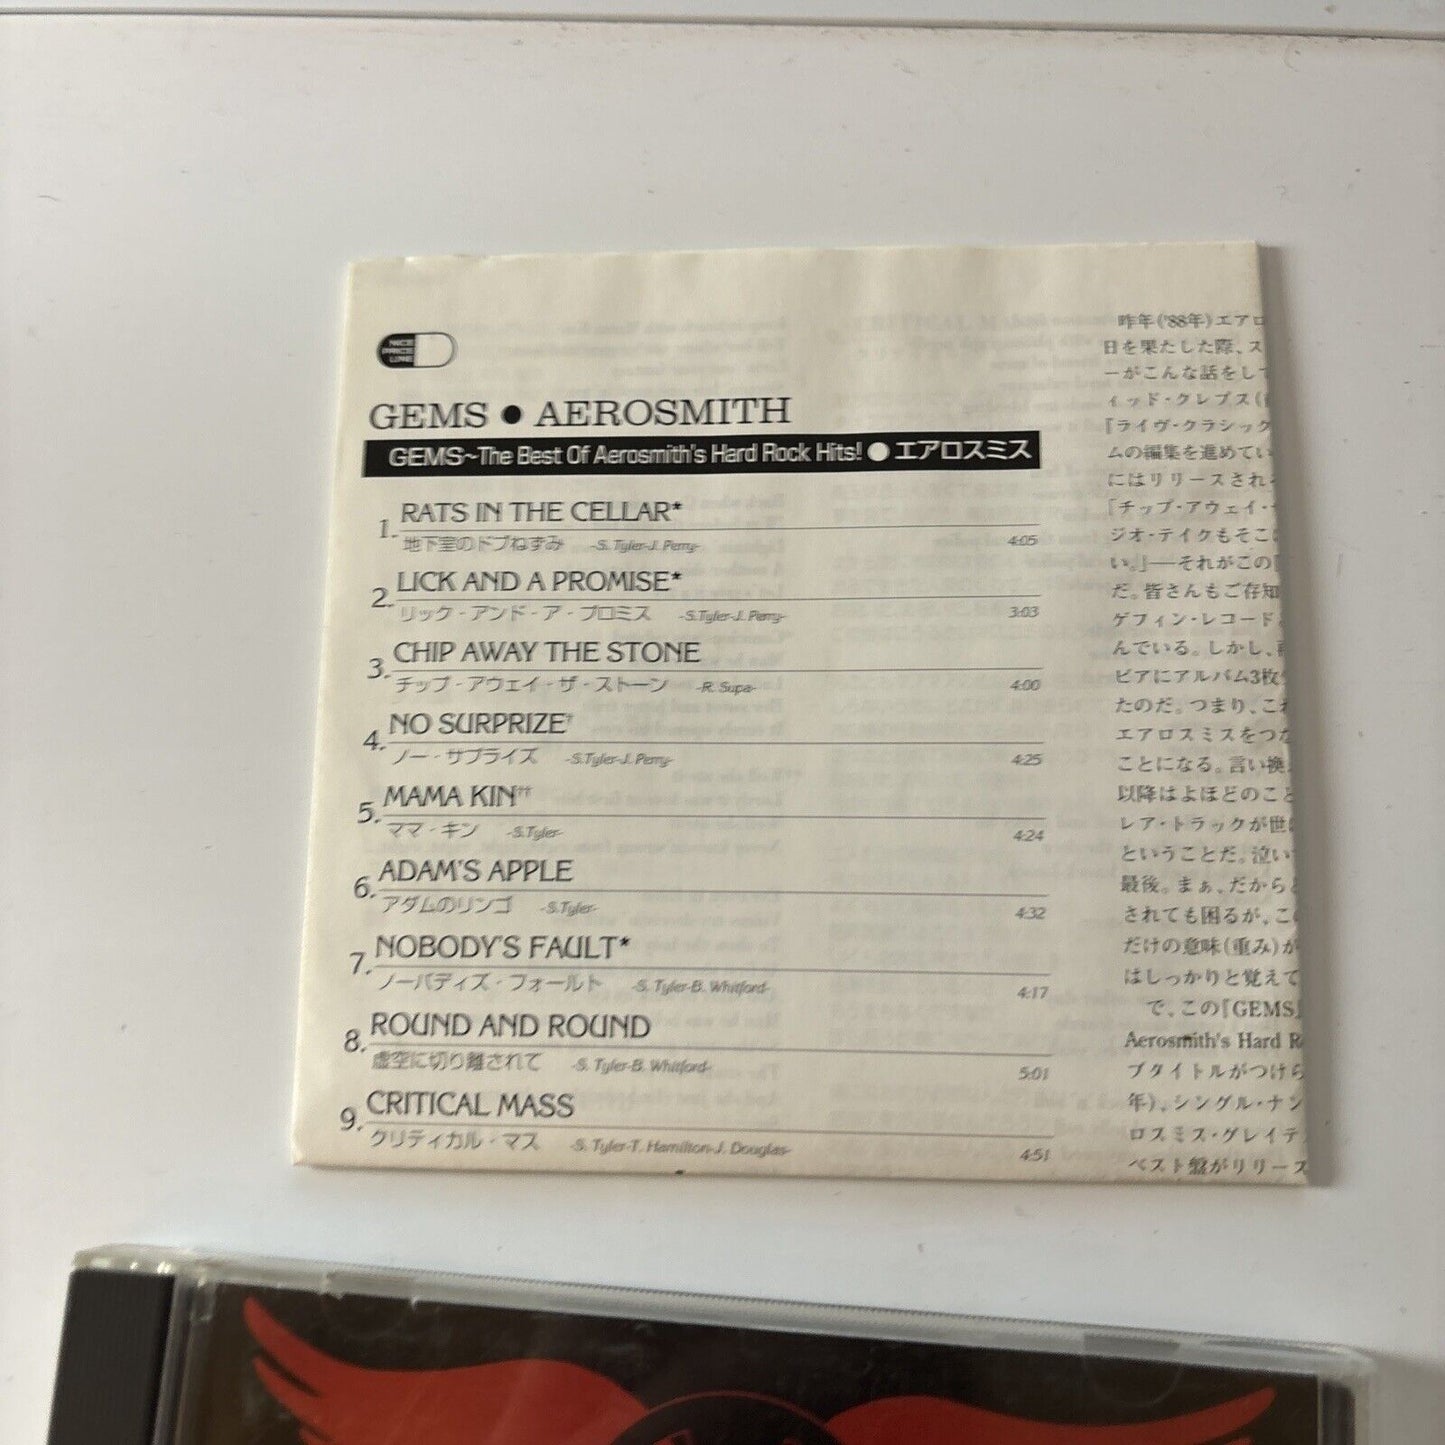 NICE
PRICE
LINE
GEMS ● AEROSMITH
GEMS~The Best Of Aerosmith's Hard Rock Hits! ● エアロスミス
1. RATS IN THE CELLAR*
地下室のドブねずみ -S. Tyler-J. Perry- 4:05
2. LICK AND A PROMISE*
リック・アンド・ア・プロミス -S.Tyler-J. Perry- 3:03
3. CHIP AWAY THE STONE
チップ・アウェイ・ザ・ストーン -R. Supa- 4:00
4. NO SURPRIZE†
ノー・サプライズ -S.Tyler-J. Perry- 4:25
5. MAMA KIN††
ママ・キン -S.Tyler- 4:24
6. ADAM'S APPLE
アダムのリンゴ -S.Tyler- 4:32
7. NOBODY'S FAULT*
ノーバディズ・フォールト -S. Tyler-B. Whitford- 4:17
8. ROUND AND ROUND
虚空に切り離されて -S. Tyler-B. Whitford- 5:01
9. CRITICAL MASS
クリティカル・マス -S. Tyler-T. Hamilton-J. Douglas- 4:51
昨年('88年)エアロ
日を果たした際、ス
ーがこんな話をして
ィッド・クレブス(
『ライヴ・クラシック
ムの編集を進めてい
にはリリースされ
「チップ・アウェイ・
ジオ・テイクもそこ
い。」──それがこの
だ。皆さんもご存知
ゲフィン・レコード
んでいる。しかし、
ビアにアルバム3枚
たのだ。つまり、これ
エアロスミスをつな
ことになる。言い換
以降はよほどのこと
レア・トラックが世
ということだ。泣い
最後。まぁ、だから
されても困るが、この
だけの意味(重み)が
はしっかりと覚えて
で、この『GEMS
Aerosmith's Hard R
ブタイトルがつけら
年)、シングル・ナン
ロスミス・グレイテ
ベスト盤がリリース